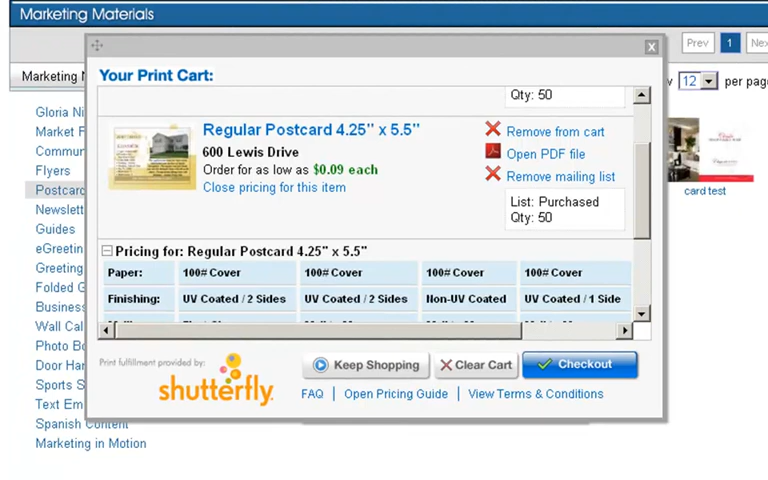 Marketing Materials
Prev 1
Marketing
12 per page
Your Print Cart:
Qty: 50
Regular Postcard 4.25" x 5.5"
600 Lewis Drive
Order for as low as $0.09 each
Close pricing for this item
Remove from cart
Open PDF file
Remove mailing list
List: Purchased
Qty: 50
Pricing for: Regular Postcard 4.25" x 5.5"
Paper: 100# Cover 100# Cover 100# Cover 100# Cover
Finishing: UV Coated / 2 Sides UV Coated / 2 Sides Non-UV Coated UV Coated / 1 Side
Print fulfillment provided by:
shutterfly.
Keep Shopping Clear Cart Checkout
FAQ | Open Pricing Guide | View Terms & Conditions
card test
Gloria Ni
Market F
Commun
Flyers
Postcard
Newslett
Guides
eGreetin
Greeting
Folded G
Business
Wall Cal
Photo Bo
Door Har
Sports S
Text Em
Spanish Content
Marketing in Motion